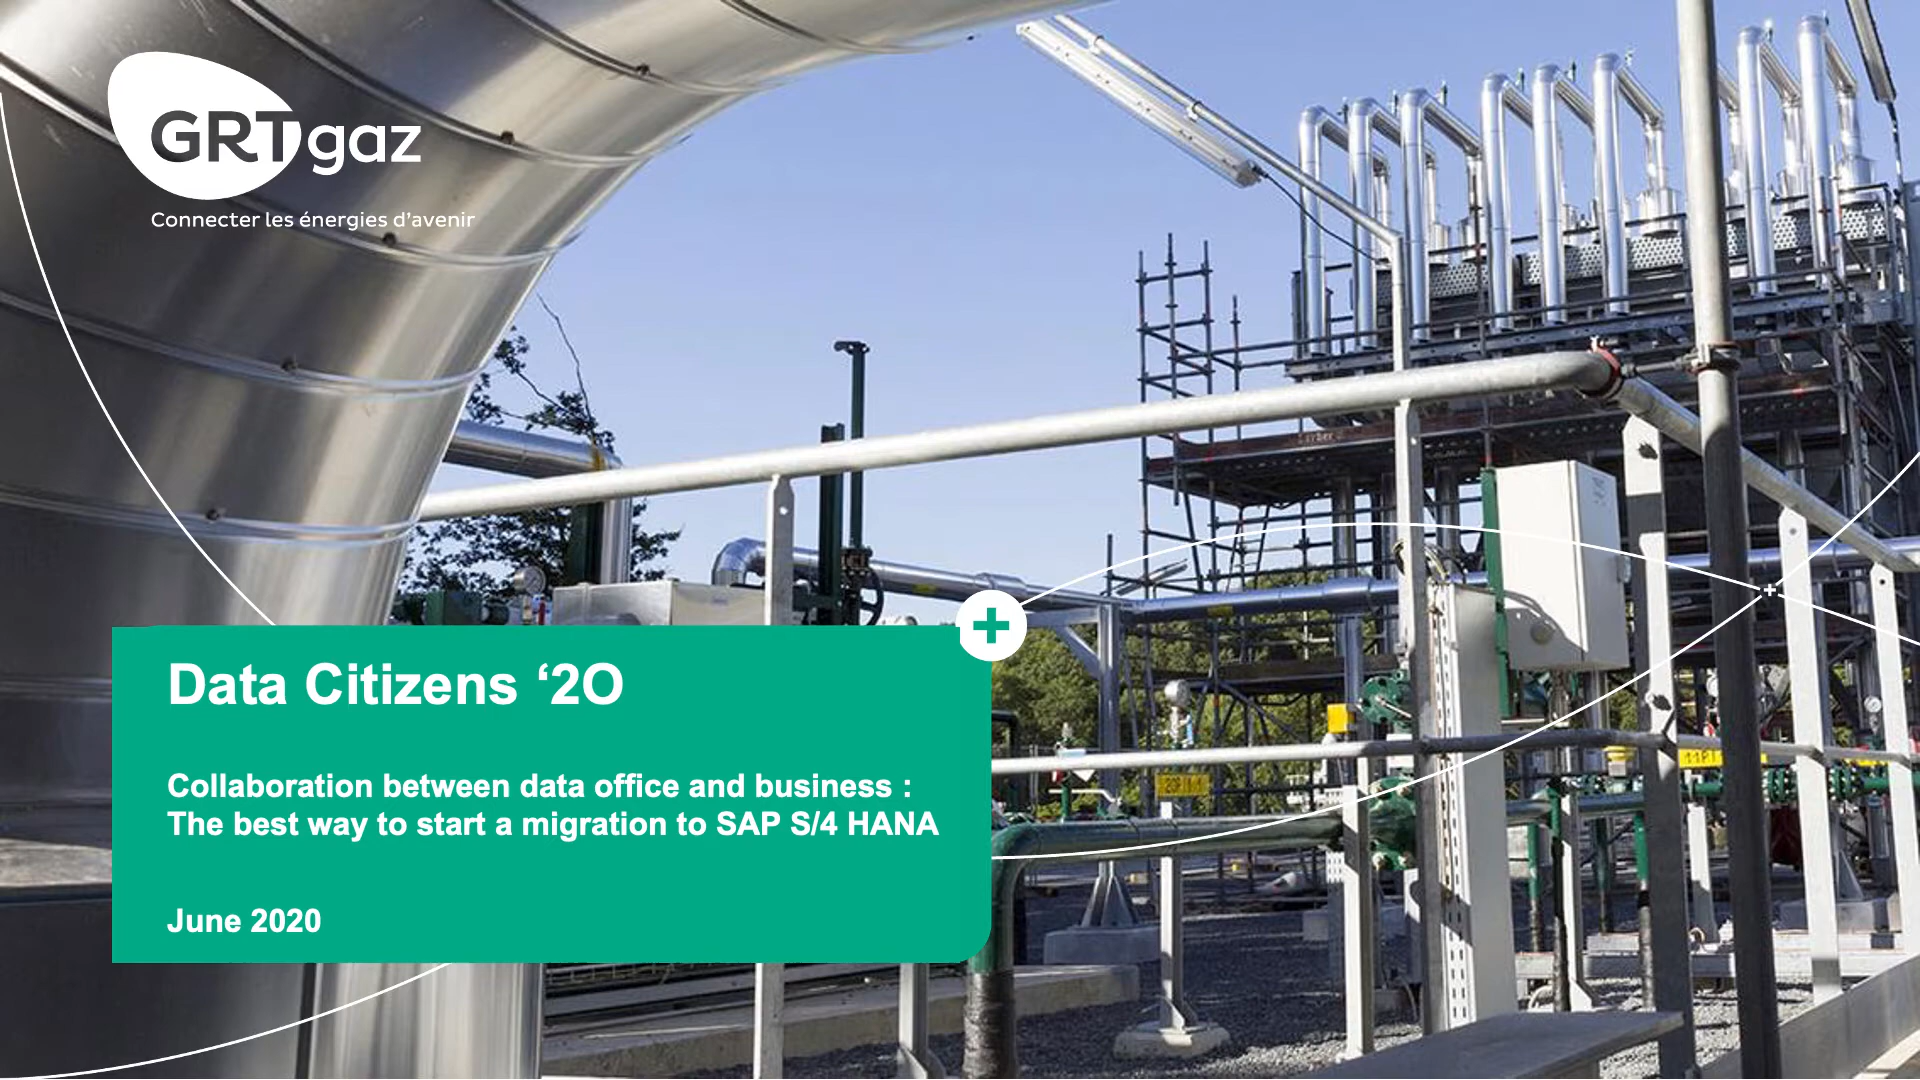 GRTgaz
Connecter les énergies d'avenir
Data Citizens ‘2O
Collaboration between data office and business :
The best way to start a migration to SAP S/4 HANA
June 2020